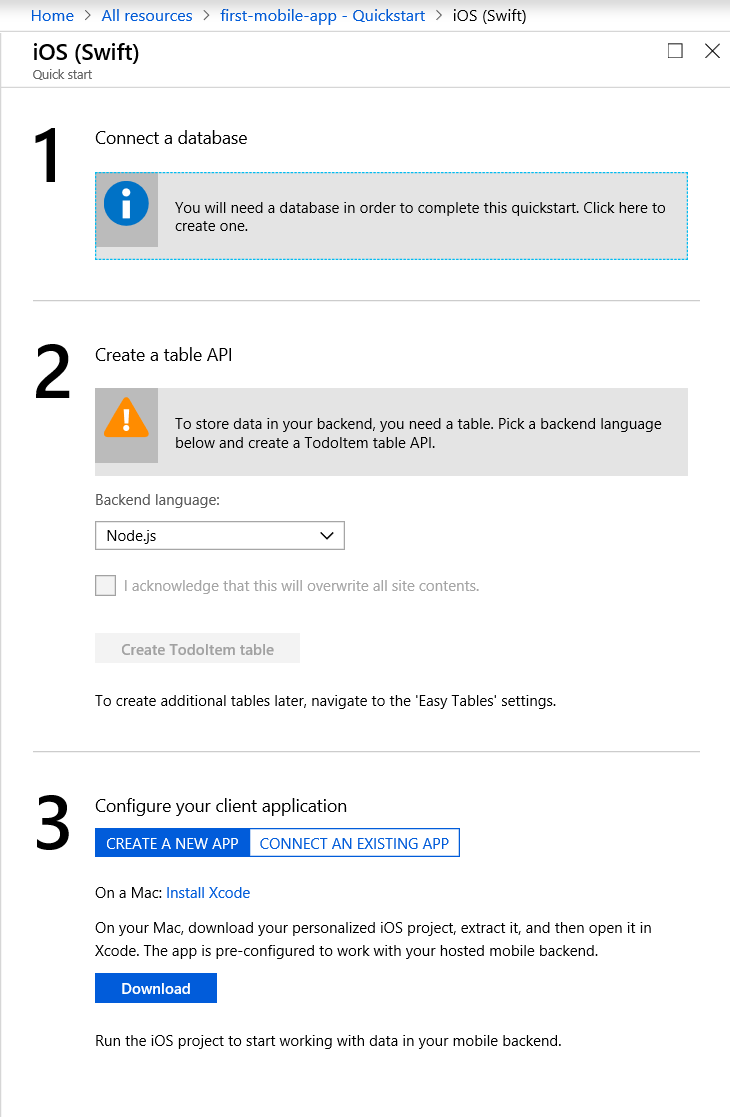 Home > All resources > first-mobile-app - Quickstart > iOS (Swift)
iOS (Swift)
Quick start
1
Connect a database
You will need a database in order to complete this quickstart. Click here to
create one.
2
Create a table API
To store data in your backend, you need a table. Pick a backend language
below and create a TodoItem table API.
Backend language:
Node.js
I acknowledge that this will overwrite all site contents.
Create TodoItem table
To create additional tables later, navigate to the 'Easy Tables' settings.
3
Configure your client application
CREATE A NEW APP CONNECT AN EXISTING APP
On a Mac: Install Xcode
On your Mac, download your personalized iOS project, extract it, and then open it in
Xcode. The app is pre-configured to work with your hosted mobile backend.
Download
Run the iOS project to start working with data in your mobile backend.